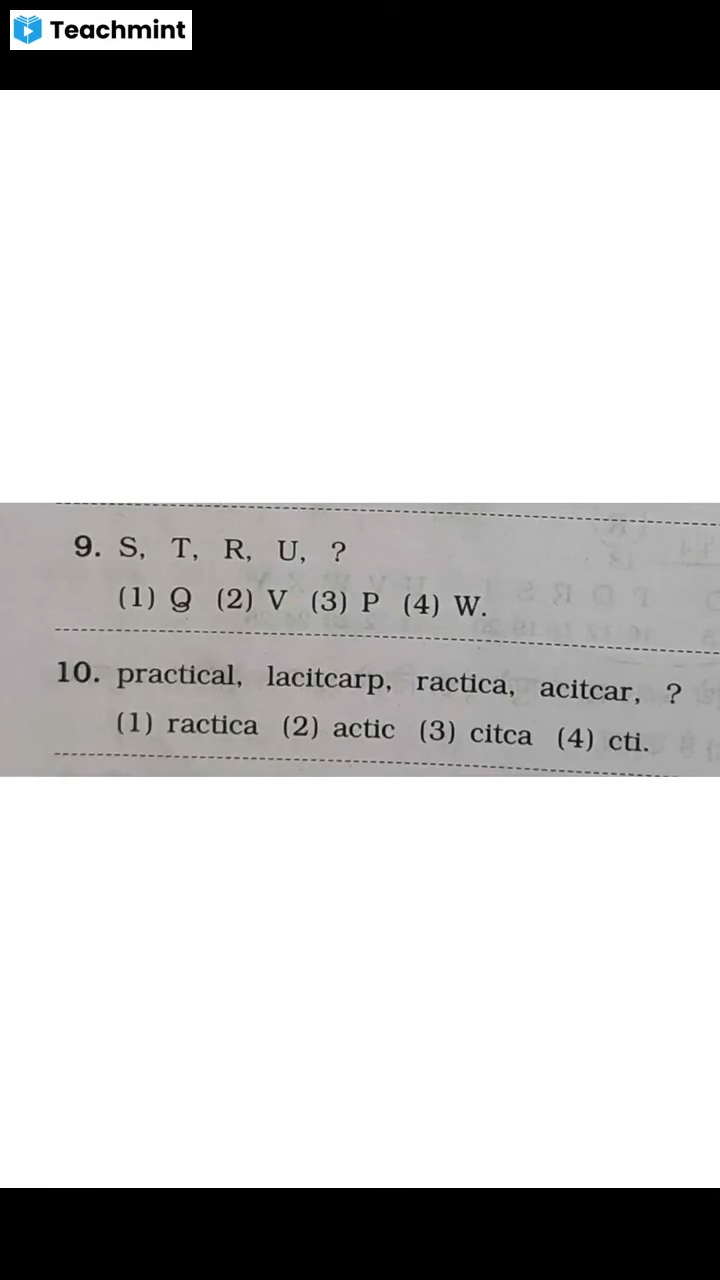 Teachmint
9. S, T, R, U, ?
(1) Q (2) V (3) P (4) W.
10. practical, lacitcarp, ractica, acitcar, ?
(1) ractica (2) actic (3) citca (4) cti.